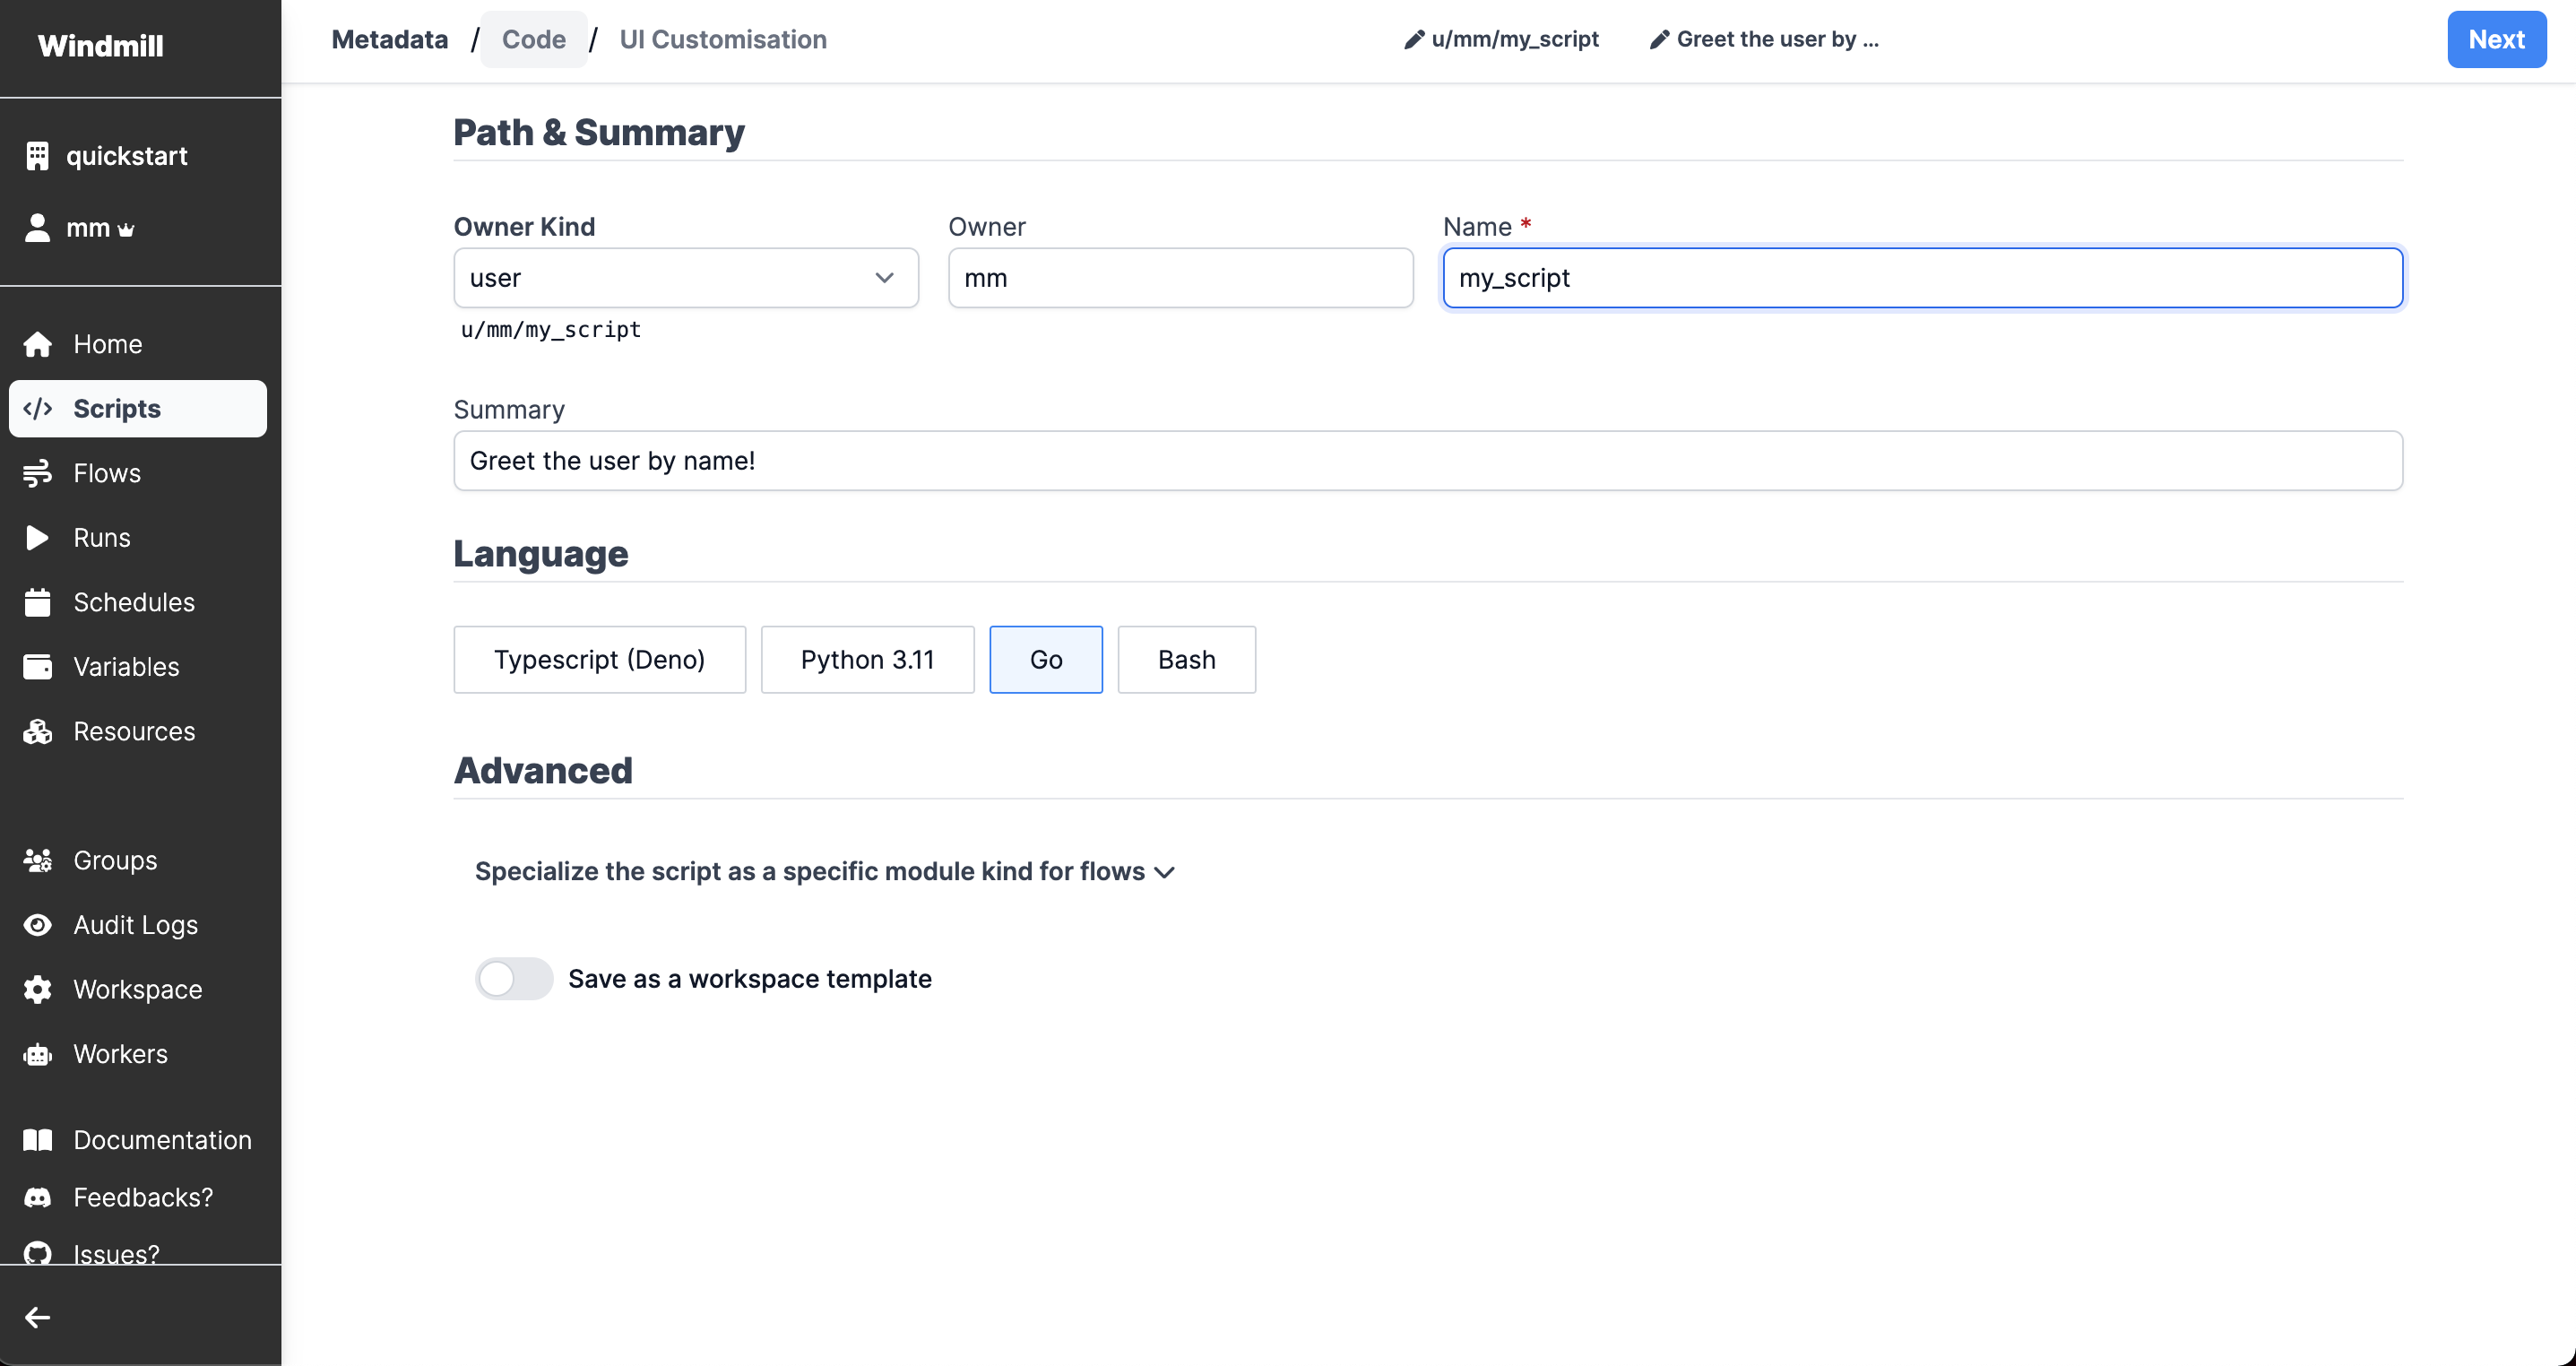 Windmill
quickstart
mm
Home
Scripts
Flows
Runs
Schedules
Variables
Resources
Groups
Audit Logs
Workspace
Workers
Documentation
Feedbacks?
Issues?
Metadata / Code / UI Customisation
u/mm/my_script
Greet the user by ...
Next
Path & Summary
Owner Kind
Owner
Name *
user
mm
my_script
u/mm/my_script
Summary
Greet the user by name!
Language
Typescript (Deno)
Python 3.11
Go
Bash
Advanced
Specialize the script as a specific module kind for flows
Save as a workspace template